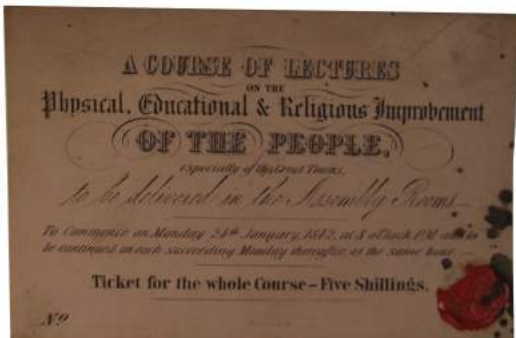 A COURSE OF LECTURES
ON THE
Physical, Educational & Religious Improvement
OF THE PEOPLE,
especially of the Great Towns,
to be delivered in the Assembly Rooms—
To Commence on Monday 24th January, 1842, at 8 o'Clock P.M. and to
be continued on each succeeding Monday thereafter, at the same hour.
Ticket for the whole Course – Five Shillings.
No